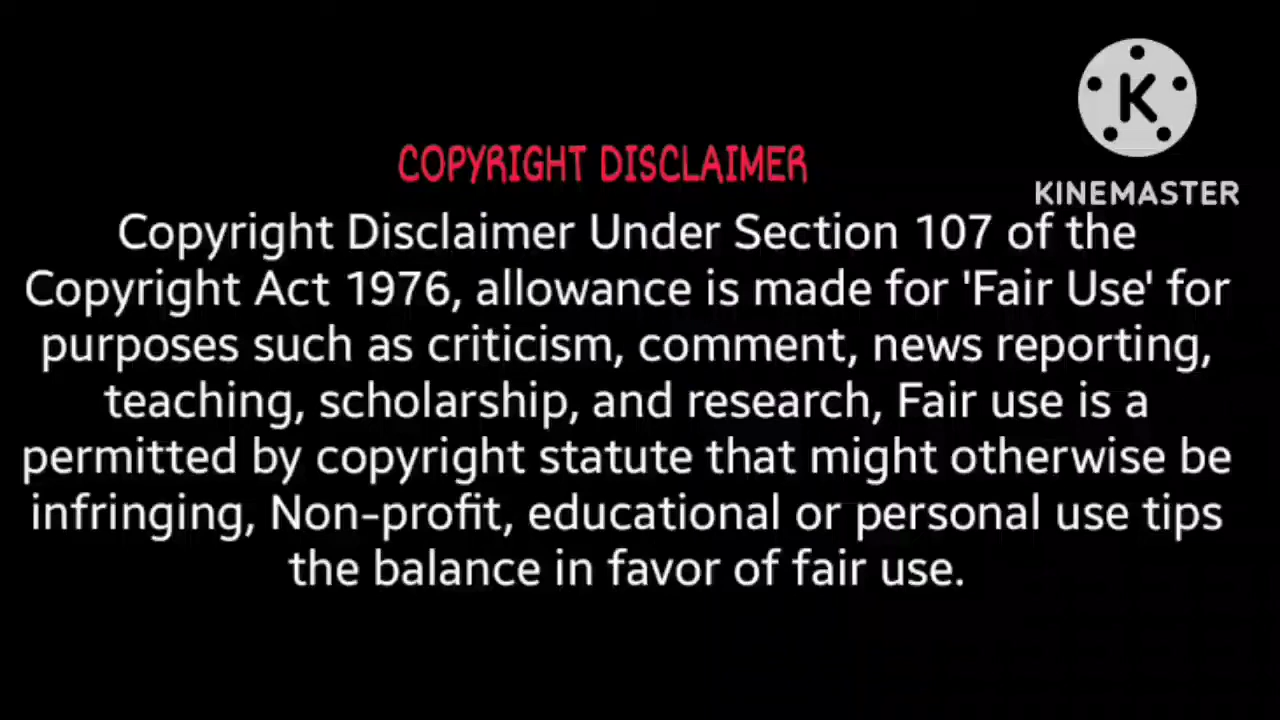 K
KINEMASTER
COPYRIGHT DISCLAIMER
Copyright Disclaimer Under Section 107 of the
Copyright Act 1976, allowance is made for 'Fair Use' for
purposes such as criticism, comment, news reporting,
teaching, scholarship, and research, Fair use is a
permitted by copyright statute that might otherwise be
infringing, Non-profit, educational or personal use tips
the balance in favor of fair use.